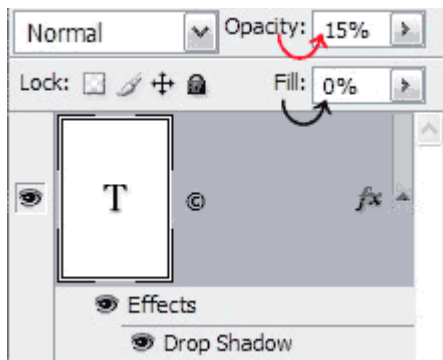 Normal Opacity: 15%
Lock: Fill: 0%
T © fx
Effects
Drop Shadow